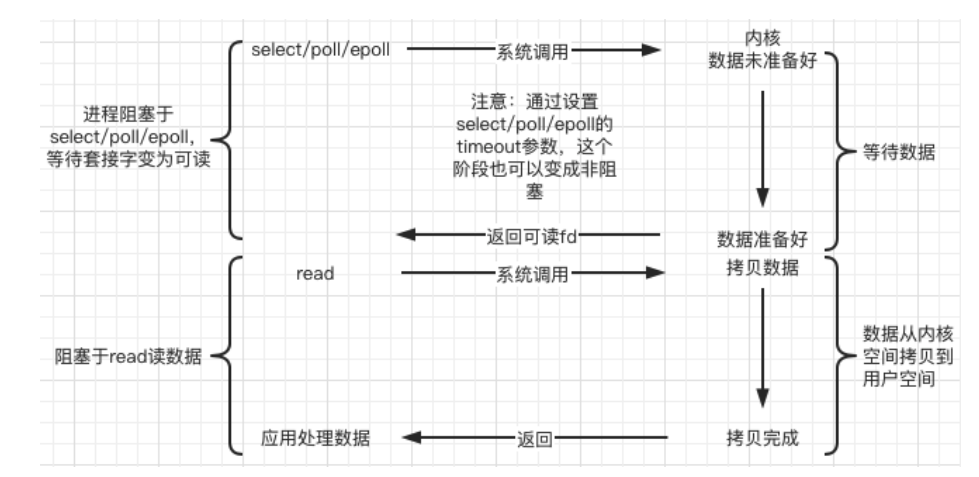 select/poll/epoll
系统调用
内核
数据未准备好
进程阻塞于
select/poll/epoll,
等待套接字变为可读
注意：通过设置
select/poll/epoll的
timeout参数，这个
阶段也可以变成非阻
塞
等待数据
返回可读fd
数据准备好
read
系统调用
拷贝数据
阻塞于read读数据
数据从内核
空间拷贝到
用户空间
应用处理数据
返回
拷贝完成